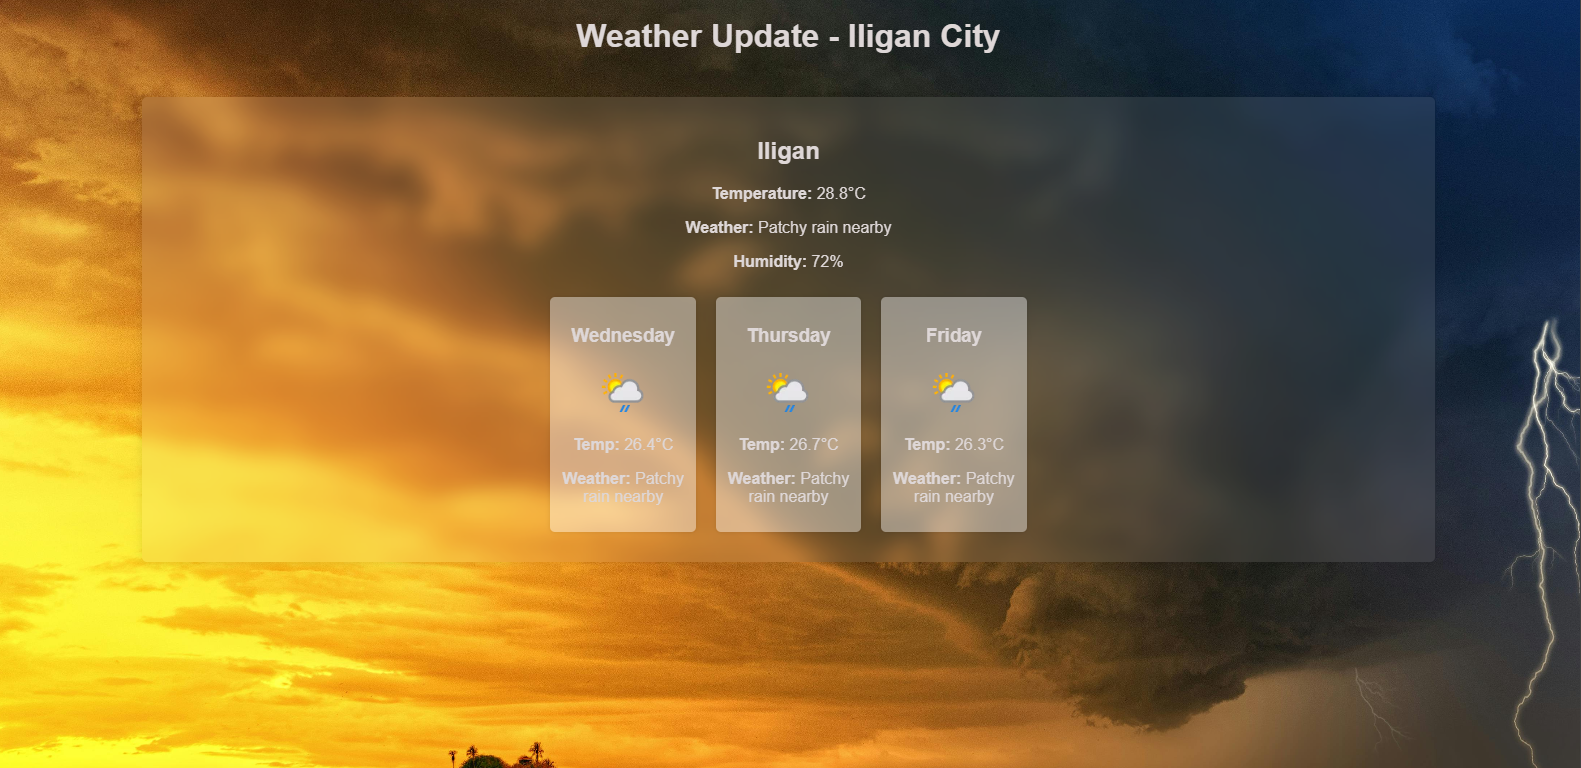 Weather Update - Iligan City
Iligan
Temperature: 28.8°C
Weather: Patchy rain nearby
Humidity: 72%
Wednesday
Temp: 26.4°C
Weather: Patchy
rain nearby
Thursday
Temp: 26.7°C
Weather: Patchy
rain nearby
Friday
Temp: 26.3°C
Weather: Patchy
rain nearby